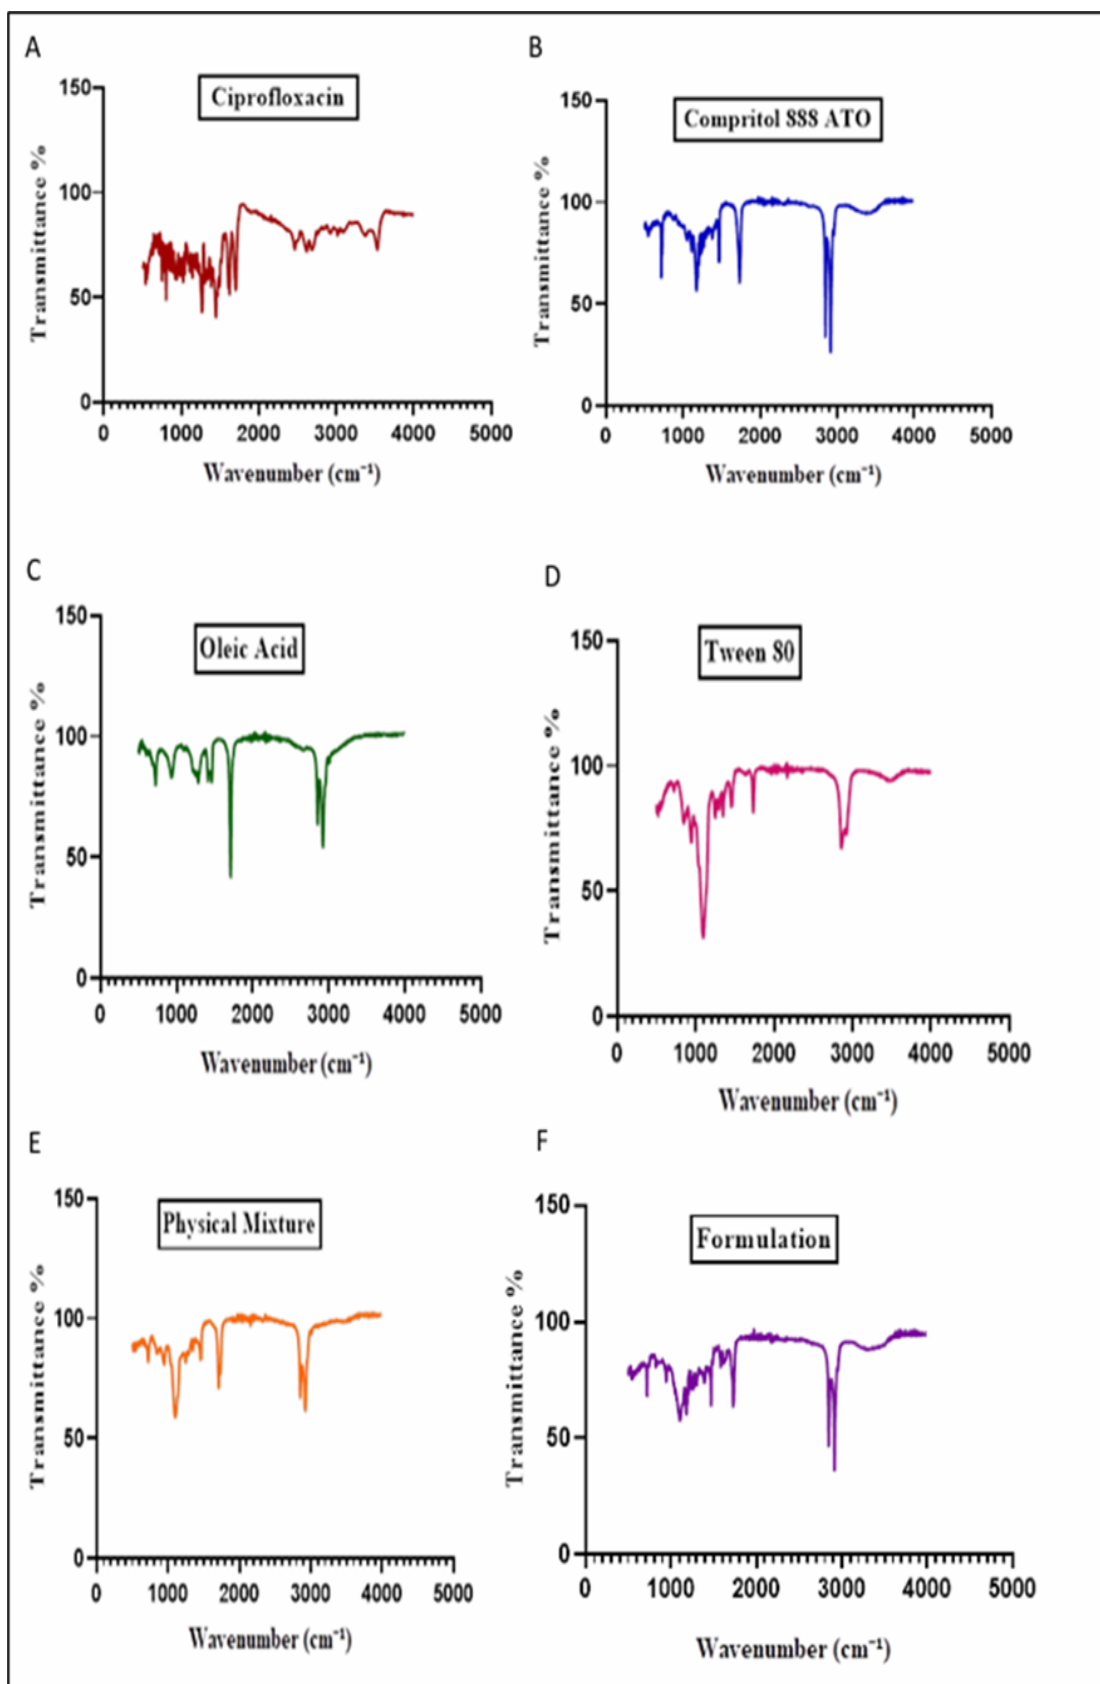 A
Ciprofloxacin
Transmittance %
150
100
50
0
0 1000 2000 3000 4000 5000
Wavenumber (cm⁻¹)
B
Compritol 888 ATO
Transmittance %
150
100
50
0
0 1000 2000 3000 4000 5000
Wavenumber (cm⁻¹)
C
Oleic Acid
Transmittance %
150
100
50
0
0 1000 2000 3000 4000 5000
Wavenumber (cm⁻¹)
D
Tween 80
Transmittance %
150
100
50
0
0 1000 2000 3000 4000 5000
Wavenumber (cm⁻¹)
E
Physical Mixture
Transmittance %
150
100
50
0
0 1000 2000 3000 4000 5000
Wavenumber (cm⁻¹)
F
Formulation
Transmittance %
150
100
50
0
0 1000 2000 3000 4000 5000
Wavenumber (cm⁻¹)